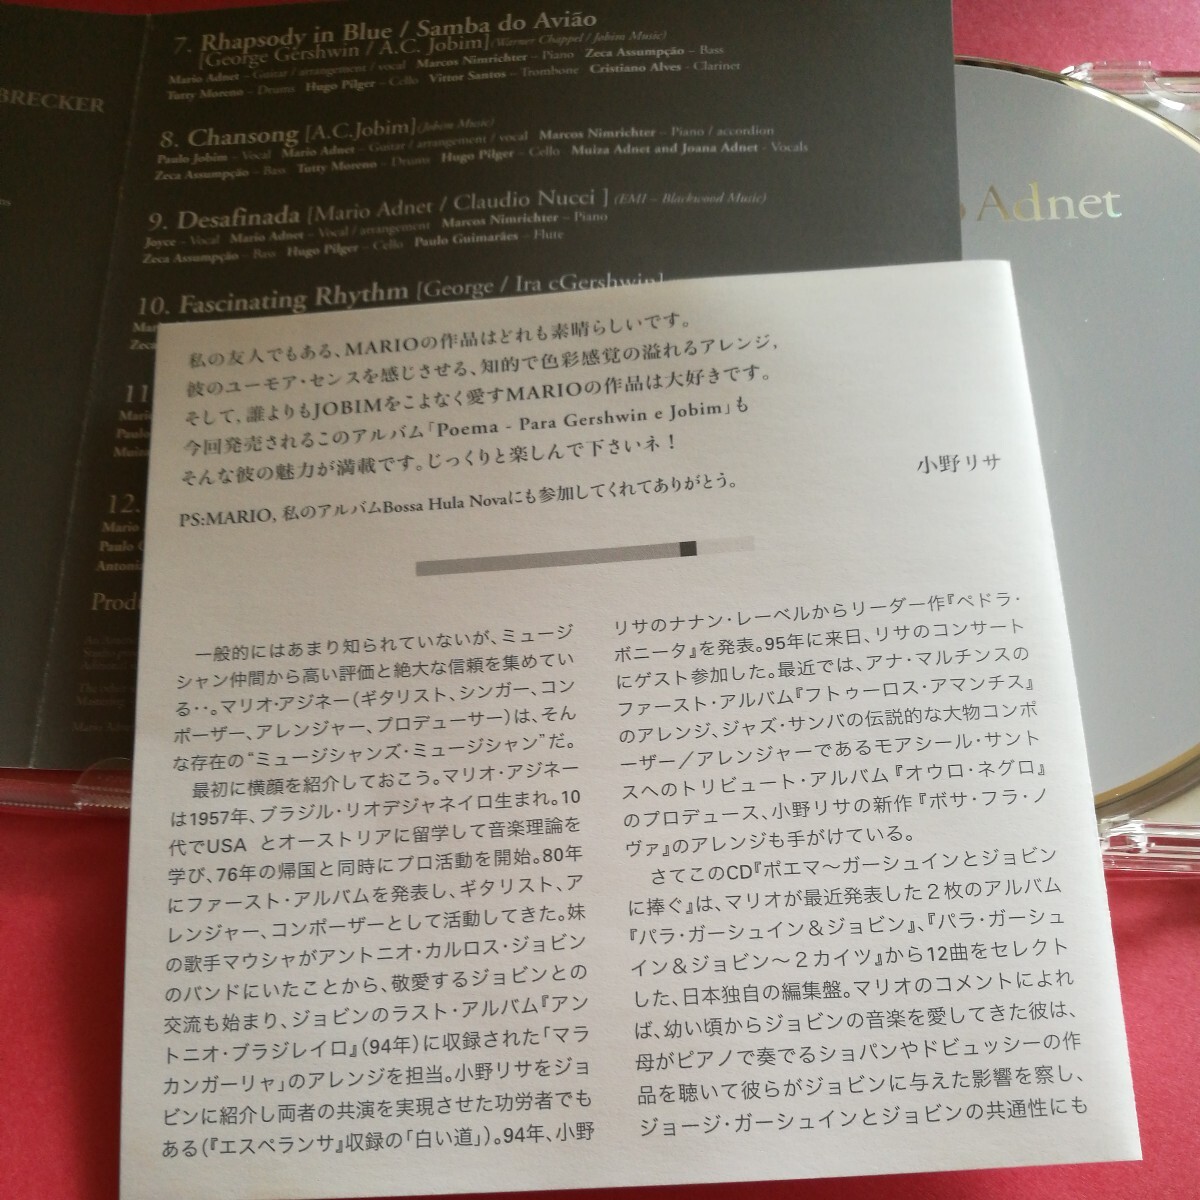 BRECKER
7. Rhapsody in Blue / Samba do Avião
[George Gershwin / A.C. Jobim] (Warner Chappel / Jobim Music)
Mario Adnet – Guitar / arrangement / vocal Marcos Nimrichter – Piano Zeca Assumpção – Bass
Tutty Moreno – Drums Hugo Pilger – Cello Vittor Santos – Trombone Cristiano Alves – Clarinet
8. Chansong [A.C.Jobim] (Jobim Music)
Paulo Jobim – Vocal Mario Adnet – Guitar / arrangement / vocal Marcos Nimrichter – Piano / accordion
Zeca Assumpção – Bass Tutty Moreno – Drums Hugo Pilger – Cello Muiza Adnet and Joana Adnet - Vocals
9. Desafinada [Mario Adnet / Claudio Nucci ] (EMI – Blackwood Music)
Joyce – Vocal Mario Adnet – Vocal / arrangement Marcos Nimrichter – Piano
Zeca Assumpção – Bass Hugo Pilger – Cello Paulo Guimarães – Flute
10. Fascinating Rhythm [George / Ira cGershwin]
11
12.
Mario
Adnet
私の友人でもある、MARIOの作品はどれも素晴らしいです。
彼のユーモア・センスを感じさせる、知的で色彩感覚の溢れるアレンジ,
そして, 誰よりもJOBIMをこよなく愛すMARIOの作品は大好きです。
今回発売されるこのアルバム「Poema - Para Gershwin e Jobim」も
そんな彼の魅力が満載です。じっくりと楽しんで下さいネ！
小野リサ
PS:MARIO, 私のアルバムBossa Hula Novaにも参加してくれてありがとう。
一般的にはあまり知られていないが、ミュージ
シャン仲間から高い評価と絶大な信頼を集めてい
る‥。マリオ・アジネー（ギタリスト、シンガー、コン
ポーザー、アレンジャー、プロデューサー）は、そん
な存在の“ミュージシャンズ・ミュージシャン”だ。
最初に横顔を紹介しておこう。マリオ・アジネー
は1957年、ブラジル・リオデジャネイロ生まれ。10
代でUSA とオーストリアに留学して音楽理論を
学び、76年の帰国と同時にプロ活動を開始。80年
にファースト・アルバムを発表し、ギタリスト、ア
レンジャー、コンポーザーとして活動してきた。妹
の歌手マウシャがアントニオ・カルロス・ジョビン
のバンドにいたことから、敬愛するジョビンとの
交流も始まり、ジョビンのラスト・アルバム『アン
トニオ・ブラジレイロ』（94年）に収録された「マラ
カンガーリャ」のアレンジを担当。小野リサをジョ
ビンに紹介し両者の共演を実現させた功労者でも
ある（『エスペランサ』収録の「白い道」）。94年、小野
リサのナナン・レーベルからリーダー作『ペドラ・
ボニータ』を発表。95年に来日、リサのコンサート
にゲスト参加した。最近では、アナ・マルチンスの
ファースト・アルバム『フトゥーロス・アマンチス』
のアレンジ、ジャズ・サンバの伝説的な大物コンポ
ーザー／アレンジャーであるモアシール・サント
スへのトリビュート・アルバム『オウロ・ネグロ』
のプロデュース、小野リサの新作『ボサ・フラ・ノ
ヴァ』のアレンジも手がけている。
さてこのCD『ポエマ〜ガーシュインとジョビン
に捧ぐ』は、マリオが最近発表した２枚のアルバム
『パラ・ガーシュイン＆ジョビン』、『パラ・ガーシュ
イン＆ジョビン〜２カイツ』から12曲をセレクト
した、日本独自の編集盤。マリオのコメントによれ
ば、幼い頃からジョビンの音楽を愛してきた彼は、
母がピアノで奏でるショパンやドビュッシーの作
品を聴いて彼らがジョビンに与えた影響を察し、
ジョージ・ガーシュインとジョビンの共通性にも